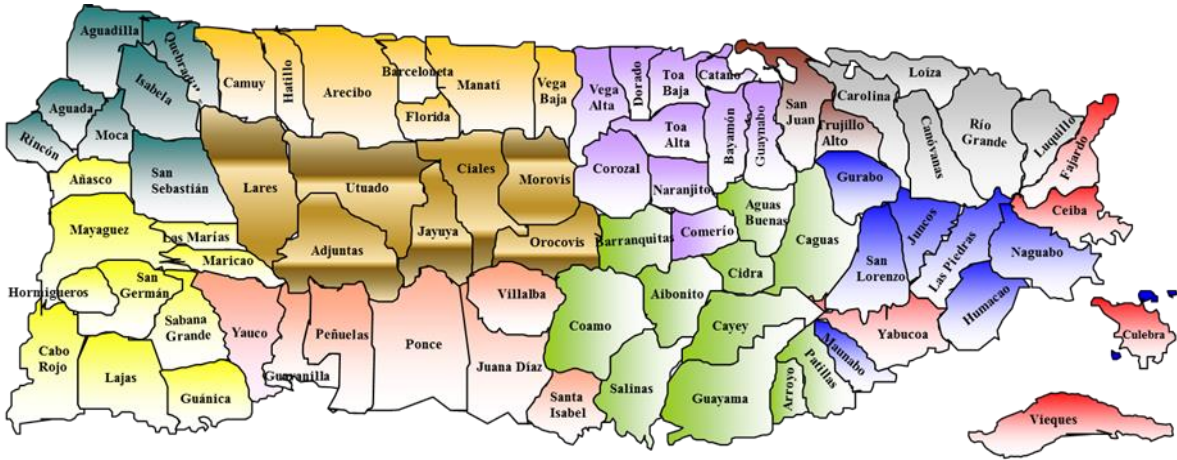 Aguadilla
Quebradillas
Isabela
Camuy
Hatillo
Arecibo
Barceloneta
Florida
Manatí
Vega
Baja
Vega
Alta
Dorado
Toa
Baja
Cataño
Toa
Alta
Bayamón
Guaynabo
San
Juan
Trujillo
Alto
Carolina
Loíza
Canóvanas
Río
Grande
Luquillo
Fajardo
Ceiba
Aguada
Moca
Rincón
San
Sebastián
Lares
Utuado
Ciales
Morovis
Corozal
Naranjito
Gurabo
Añasco
Mayaguez
Las Marías
Maricao
Adjuntas
Jayuya
Orocovis
Barranquitas
Comerío
Aguas
Buenas
Caguas
Cidra
San
Lorenzo
Juncos
Las Piedras
Naguabo
Humacao
Hormigueros
San
Germán
Sabana
Grande
Yauco
Peñuelas
Guayanilla
Ponce
Villalba
Juana Díaz
Coamo
Aibonito
Cayey
Yabucoa
Maunabo
Culebra
Cabo
Rojo
Lajas
Guánica
Santa
Isabel
Salinas
Guayama
Arroyo
Patillas
Vieques